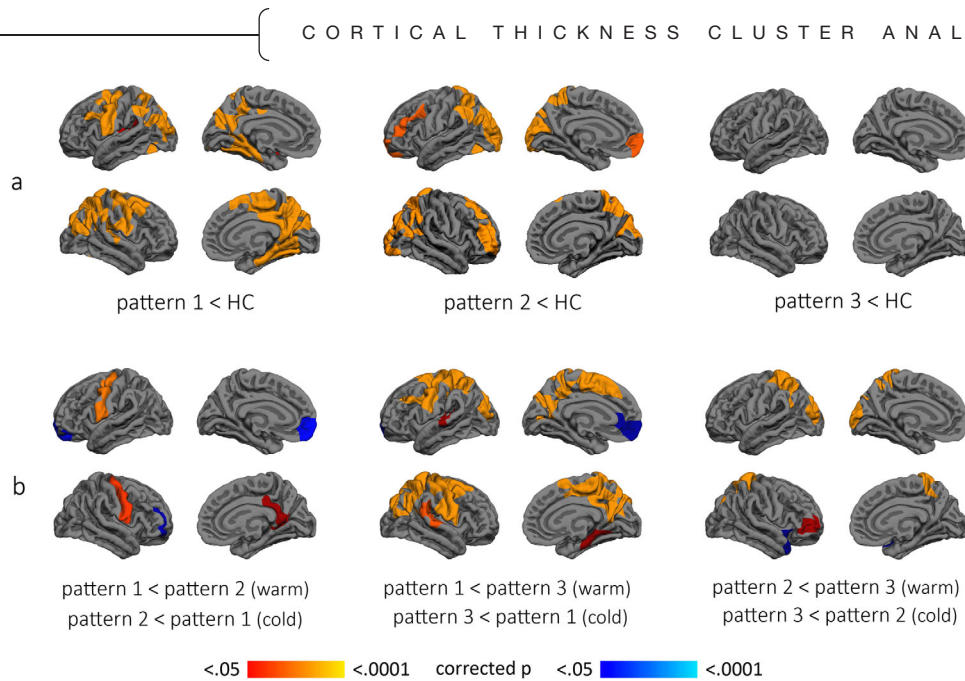 CORTICAL THICKNESS CLUSTER ANAL
a
pattern 1 < HC
pattern 2 < HC
pattern 3 < HC
b
pattern 1 < pattern 2 (warm)
pattern 2 < pattern 1 (cold)
pattern 1 < pattern 3 (warm)
pattern 3 < pattern 1 (cold)
pattern 2 < pattern 3 (warm)
pattern 3 < pattern 2 (cold)
<.05 <.0001 corrected p <.05 <.0001